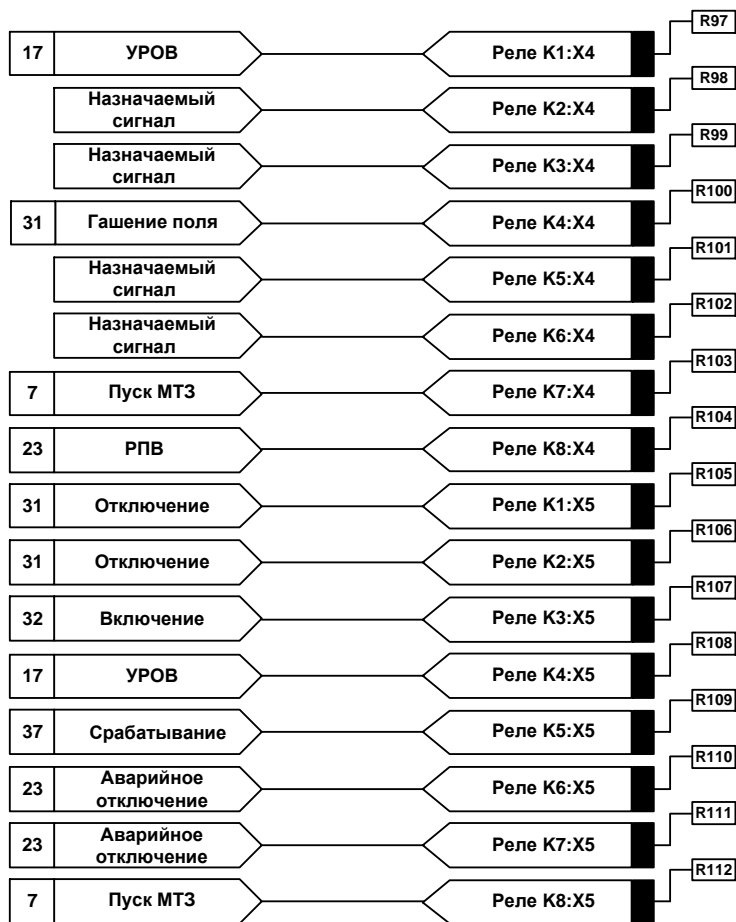 R97
17 УРОВ Реле K1:X4
R98
Назначаемый
сигнал
Реле K2:X4
R99
Назначаемый
сигнал
Реле K3:X4
R100
31 Гашение поля Реле K4:X4
R101
Назначаемый
сигнал
Реле K5:X4
R102
Назначаемый
сигнал
Реле K6:X4
R103
7 Пуск МТЗ Реле K7:X4
R104
23 РПВ Реле K8:X4
R105
31 Отключение Реле K1:X5
R106
31 Отключение Реле K2:X5
R107
32 Включение Реле K3:X5
R108
17 УРОВ Реле K4:X5
R109
37 Срабатывание Реле K5:X5
R110
23 Аварийное
отключение
Реле K6:X5
R111
23 Аварийное
отключение
Реле K7:X5
R112
7 Пуск МТЗ Реле K8:X5